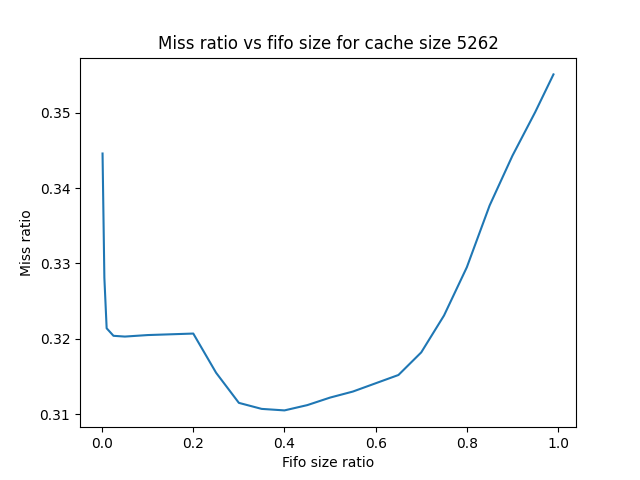 Miss ratio vs fifo size for cache size 5262
0.35
0.34
0.33
0.32
0.31
Miss ratio
0.0 0.2 0.4 0.6 0.8 1.0
Fifo size ratio